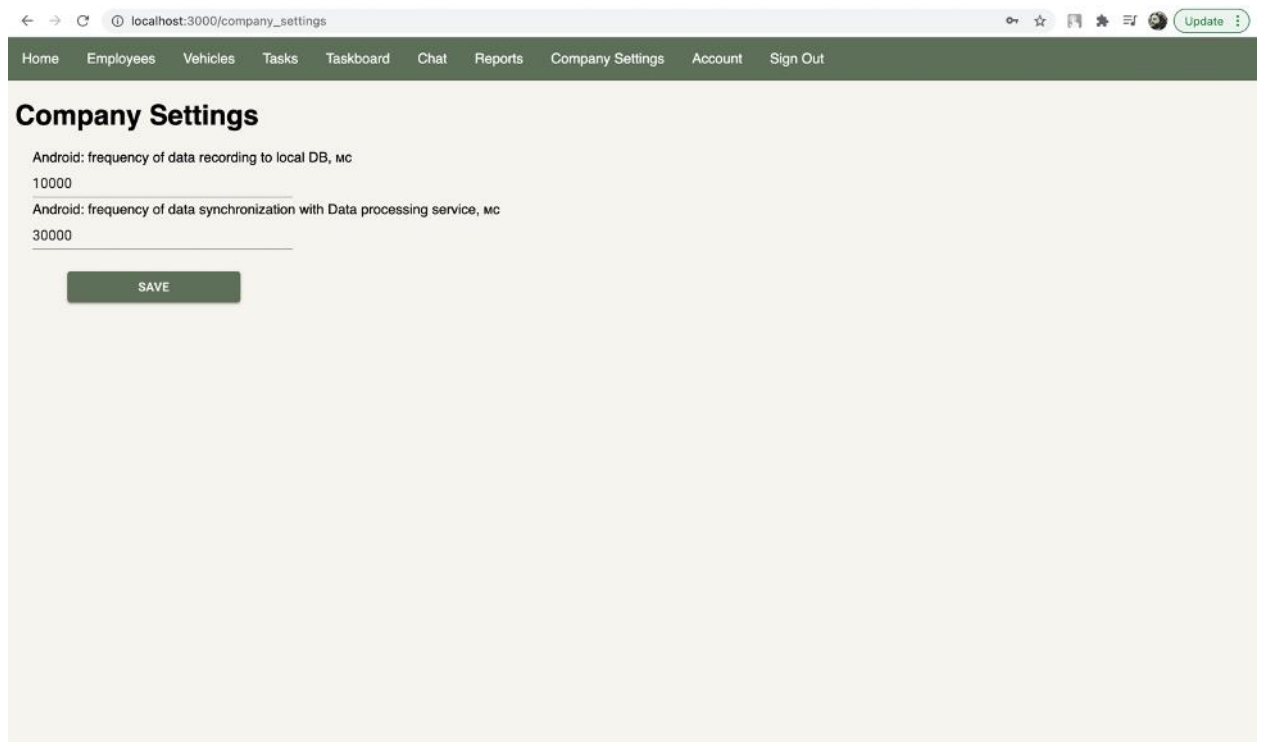 localhost:3000/company_settings
Update
Home Employees Vehicles Tasks Taskboard Chat Reports Company Settings Account Sign Out
Company Settings
Android: frequency of data recording to local DB, мс
10000
Android: frequency of data synchronization with Data processing service, мс
30000
SAVE